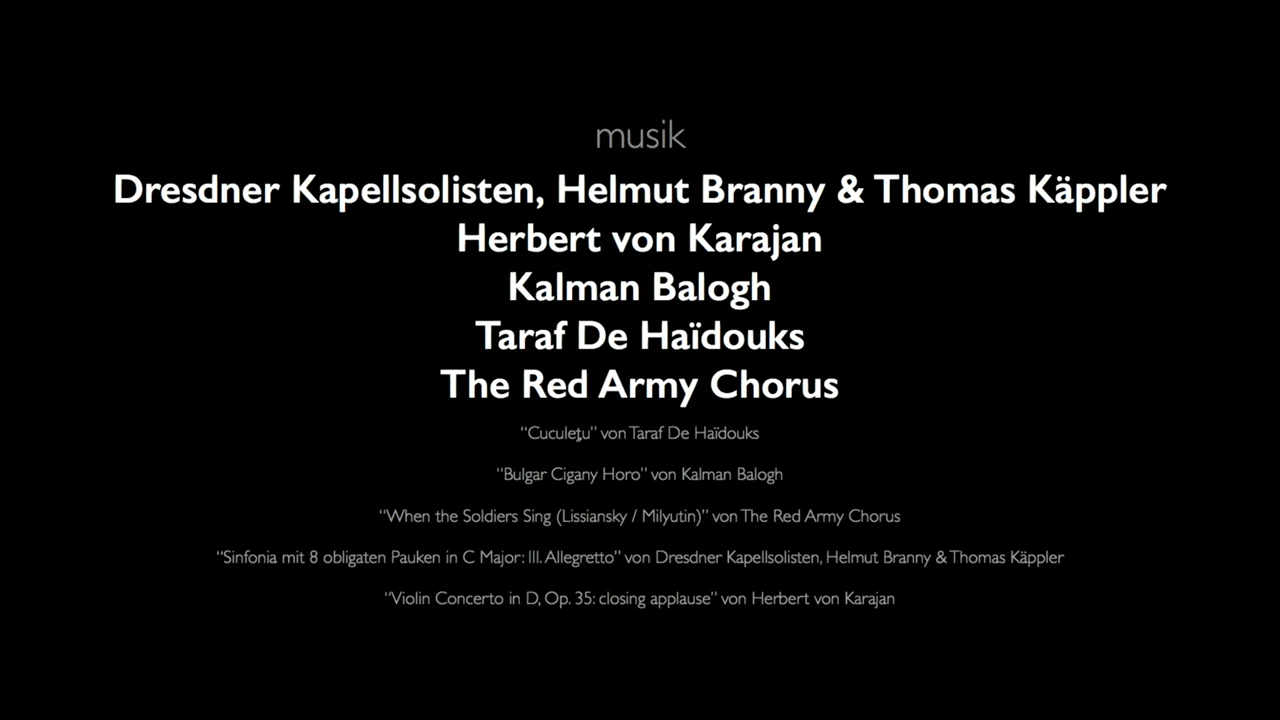 musik
Dresdner Kapellsolisten, Helmut Branny & Thomas Käppler
Herbert von Karajan
Kalman Balogh
Taraf De Haïdouks
The Red Army Chorus
“Cuculeţu” von Taraf De Haïdouks
“Bulgar Cigany Horo” von Kalman Balogh
“When the Soldiers Sing (Lissiansky / Milyutin)” von The Red Army Chorus
“Sinfonia mit 8 obligaten Pauken in C Major: III. Allegretto” von Dresdner Kapellsolisten, Helmut Branny & Thomas Käppler
“Violin Concerto in D, Op. 35: closing applause” von Herbert von Karajan